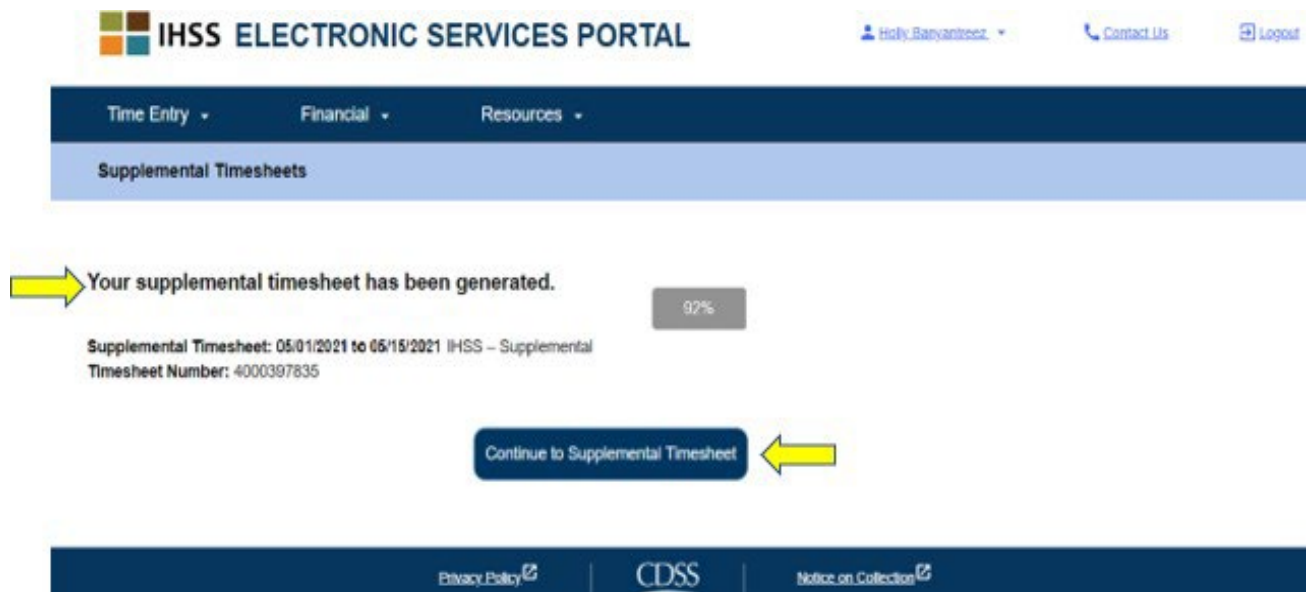 IHSS ELECTRONIC SERVICES PORTAL Holly Banyantreez Contact Us Logout
Time Entry Financial Resources
Supplemental Timesheets
Your supplemental timesheet has been generated.
92%
Supplemental Timesheet: 05/01/2021 to 05/15/2021 IHSS – Supplemental
Timesheet Number: 4000397835
Continue to Supplemental Timesheet
Privacy Policy CDSS Notice on Collection